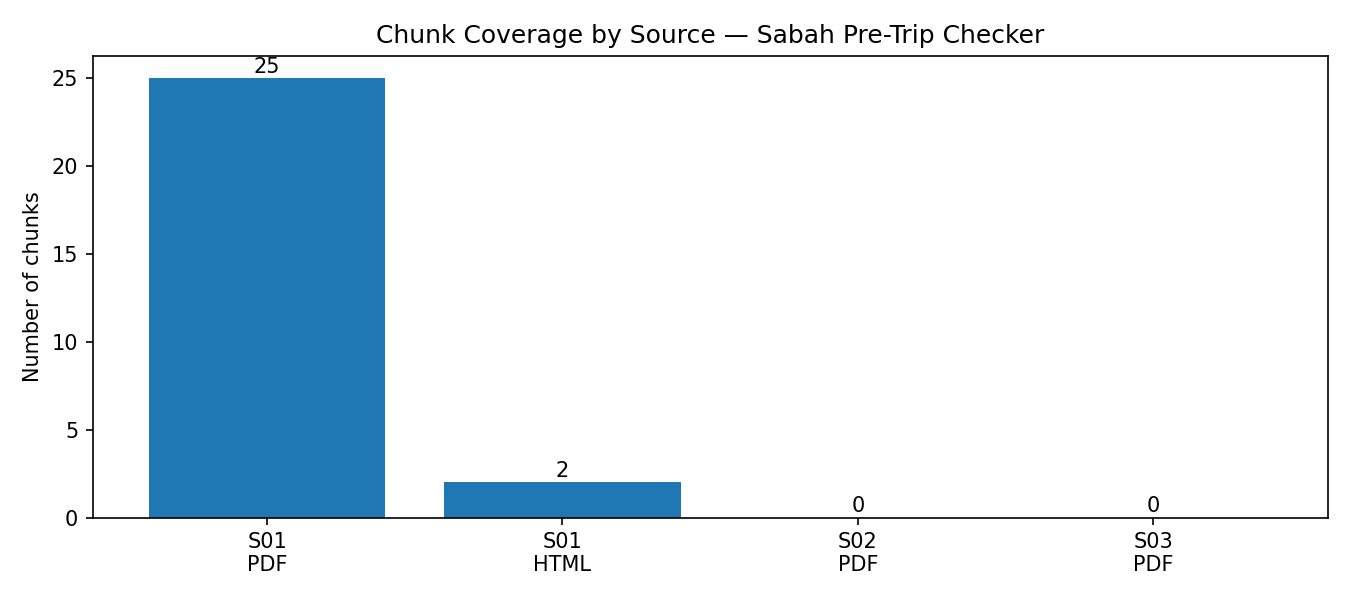 Chunk Coverage by Source — Sabah Pre-Trip Checker
Number of chunks
25
20
15
10
5
0
25
2
0
0
S01
PDF
S01
HTML
S02
PDF
S03
PDF